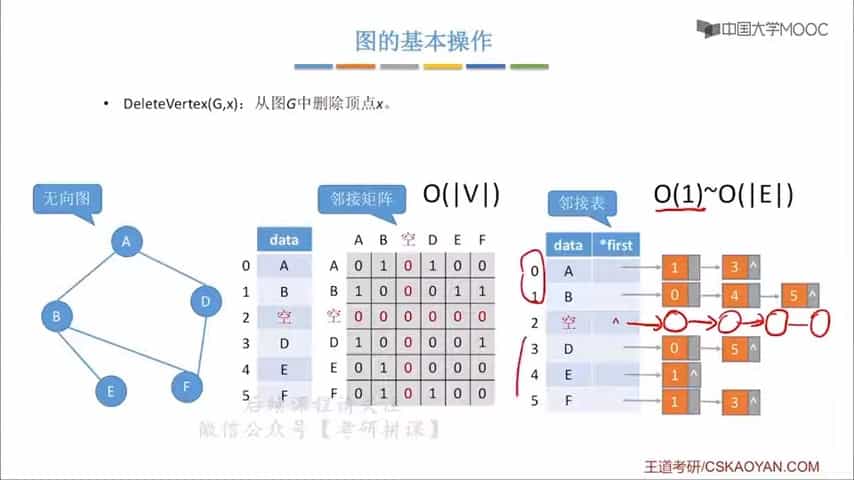 图的基本操作
中国大学MOOC
• DeleteVertex(G,x)：从图G中删除顶点x。
无向图
邻接矩阵
O(|V|)
邻接表
O(1)~O(|E|)
A
B
D
E
F
data
0 A
1 B
2 空
3 D
4 E
5 F
A B 空 D E F
A 0 1 0 1 0 0
B 1 0 0 0 1 1
空 0 0 0 0 0 0
D 1 0 0 0 0 1
E 0 1 0 0 0 0
F 0 1 0 1 0 0
data *first
0 A 1 3 ^
1 B 0 4 5 ^
2 空 ^
3 D 0 5 ^
4 E 1 ^
5 F 1 3 ^
后续课程请关注
微信公众号【考研树课】
王道考研/CSKAOYAN.COM